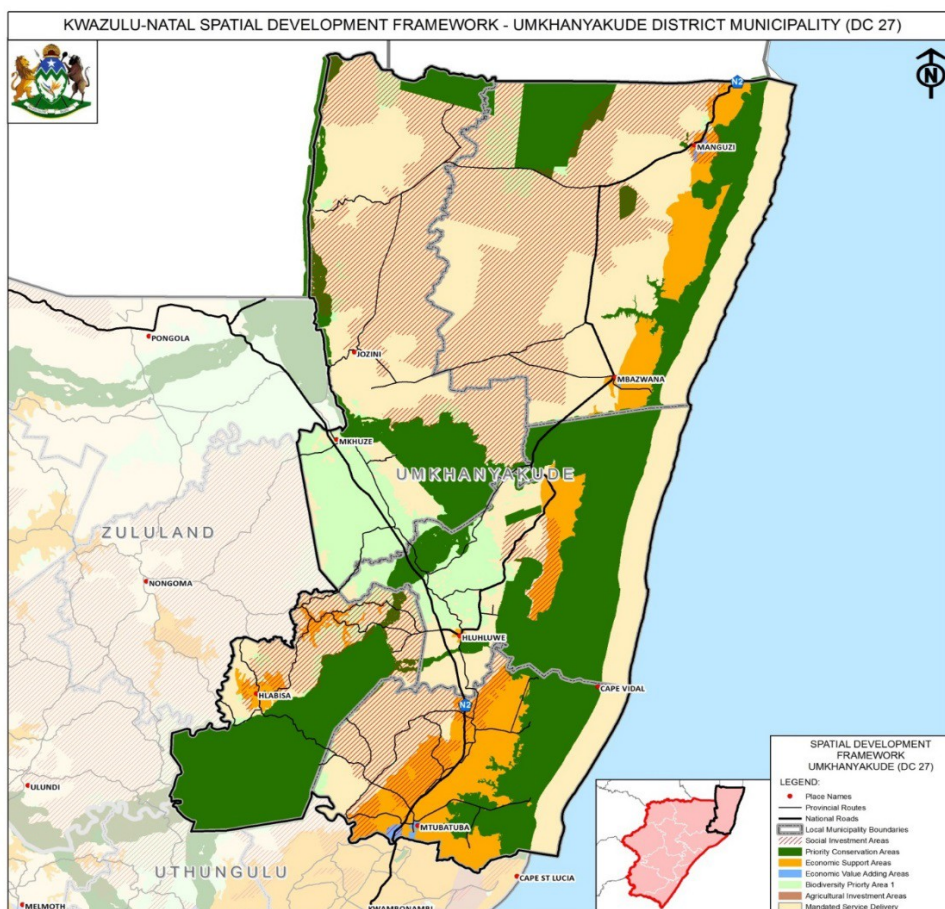 KWAZULU-NATAL SPATIAL DEVELOPMENT FRAMEWORK - UMKHANYAKUDE DISTRICT MUNICIPALITY (DC 27)
N
N2
MANGUZI
PONGOLA
JOZINI
MBAZWANA
MKHUZE
UMKHANYAKUDE
ZULULAND
NONGOMA
HLUHLUWE
HLABISA
CAPE VIDAL
N2
ULUNDI
MTUBATUBA
UTHUNGULU
CAPE ST LUCIA
MELMOTH
KWAMBONAMBI
SPATIAL DEVELOPMENT
FRAMEWORK
UMKHANYAKUDE (DC 27)
LEGEND:
Place Names
Provincial Routes
National Roads
Local Municipality Boundaries
Social Investment Areas
Priority Conservation Areas
Economic Support Areas
Economic Value Adding Areas
Biodiversity Priorty Area 1
Agricultural Investment Areas
Mandated Service Delivery